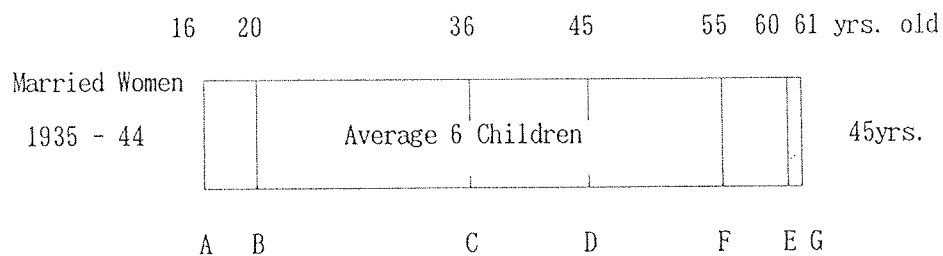 16 20 36 45 55 60 61 yrs. old
Married Women
1935 - 44 Average 6 Children 45yrs.
A B C D F E G